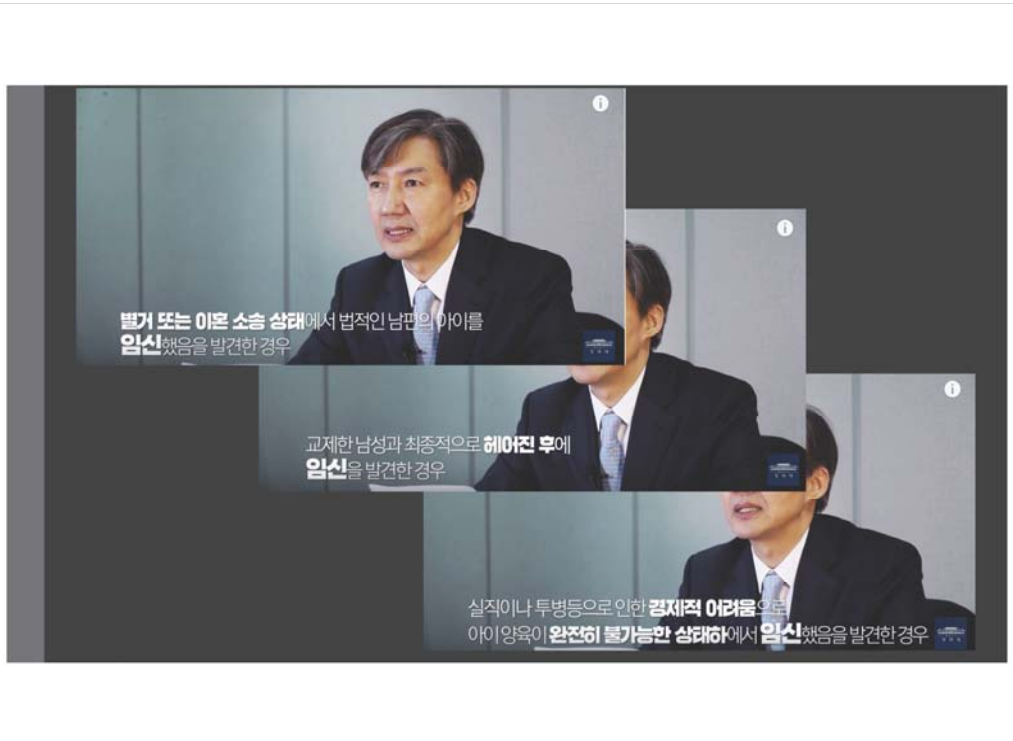 별거 또는 이혼 소송 상태에서 법적인 남편의 아이를
임신했음을 발견한 경우
교제한 남성과 최종적으로 헤어진 후에
임신을 발견한 경우
실직이나 투병등으로 인한 경제적 어려움으로
아이 양육이 완전히 불가능한 상태하에서 임신했음을 발견한 경우